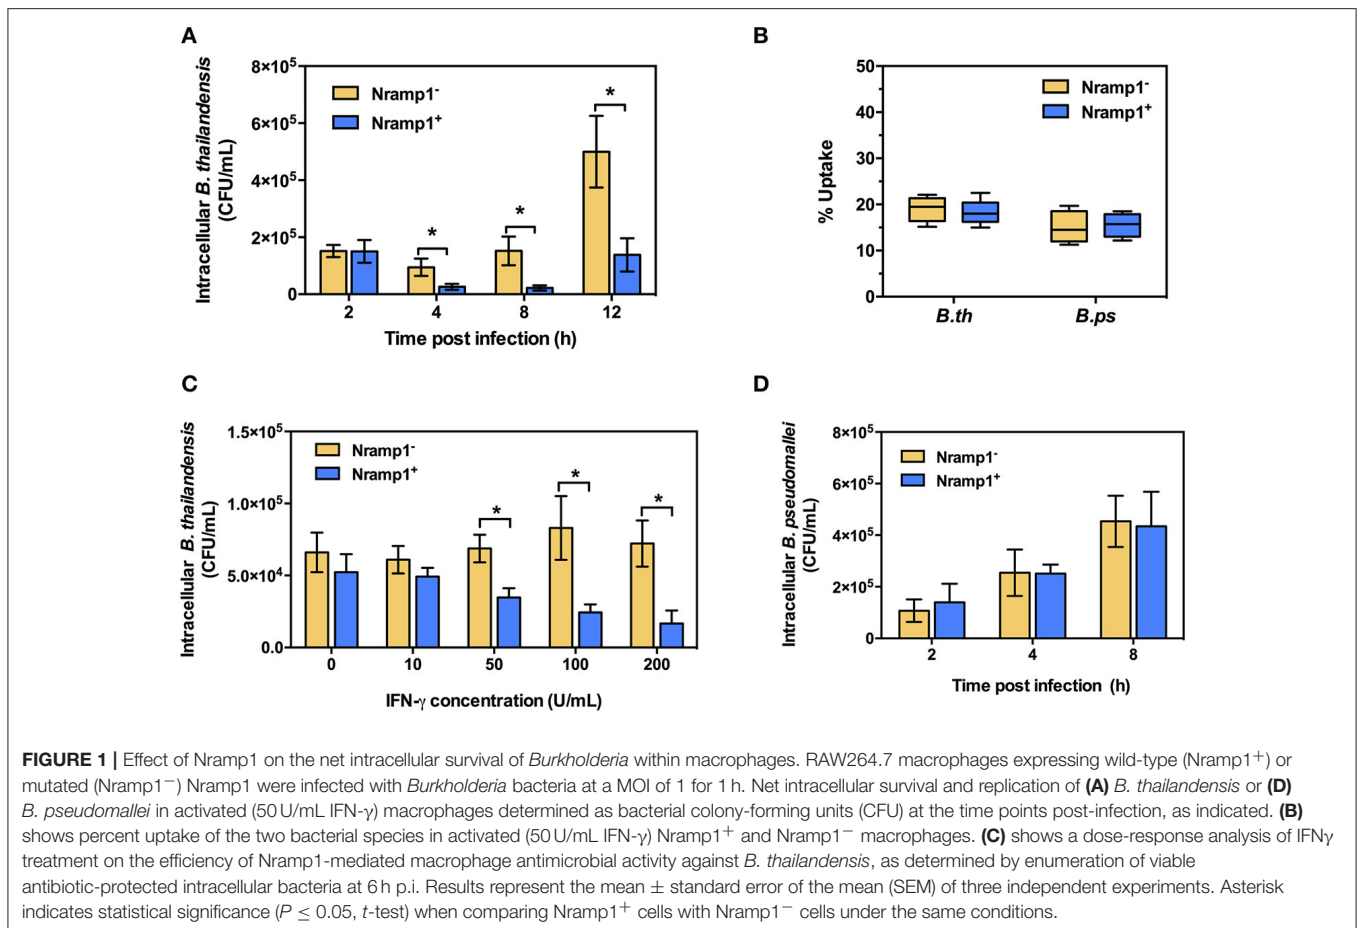 A
Intracellular B. thailandensis
(CFU/mL)
8×10⁵
6×10⁵
4×10⁵
2×10⁵
0
Nramp1⁻
Nramp1⁺
*
*
*
2 4 8 12
Time post infection (h)
B
% Uptake
50
40
30
20
10
0
Nramp1⁻
Nramp1⁺
B.th B.ps
C
Intracellular B. thailandensis
(CFU/mL)
1.5×10⁵
1.0×10⁵
5.0×10⁴
0.0
Nramp1⁻
Nramp1⁺
*
*
*
0 10 50 100 200
IFN-γ concentration (U/mL)
D
Intracellular B. pseudomallei
(CFU/mL)
8×10⁵
6×10⁵
4×10⁵
2×10⁵
0
Nramp1⁻
Nramp1⁺
2 4 8
Time post infection (h)
FIGURE 1 | Effect of Nramp1 on the net intracellular survival of Burkholderia within macrophages. RAW264.7 macrophages expressing wild-type (Nramp1⁺) or
mutated (Nramp1⁻) Nramp1 were infected with Burkholderia bacteria at a MOI of 1 for 1 h. Net intracellular survival and replication of (A) B. thailandensis or (D)
B. pseudomallei in activated (50 U/mL IFN-γ) macrophages determined as bacterial colony-forming units (CFU) at the time points post-infection, as indicated. (B)
shows percent uptake of the two bacterial species in activated (50 U/mL IFN-γ) Nramp1⁺ and Nramp1⁻ macrophages. (C) shows a dose-response analysis of IFNγ
treatment on the efficiency of Nramp1-mediated macrophage antimicrobial activity against B. thailandensis, as determined by enumeration of viable
antibiotic-protected intracellular bacteria at 6 h p.i. Results represent the mean ± standard error of the mean (SEM) of three independent experiments. Asterisk
indicates statistical significance (P ≤ 0.05, t-test) when comparing Nramp1⁺ cells with Nramp1⁻ cells under the same conditions.